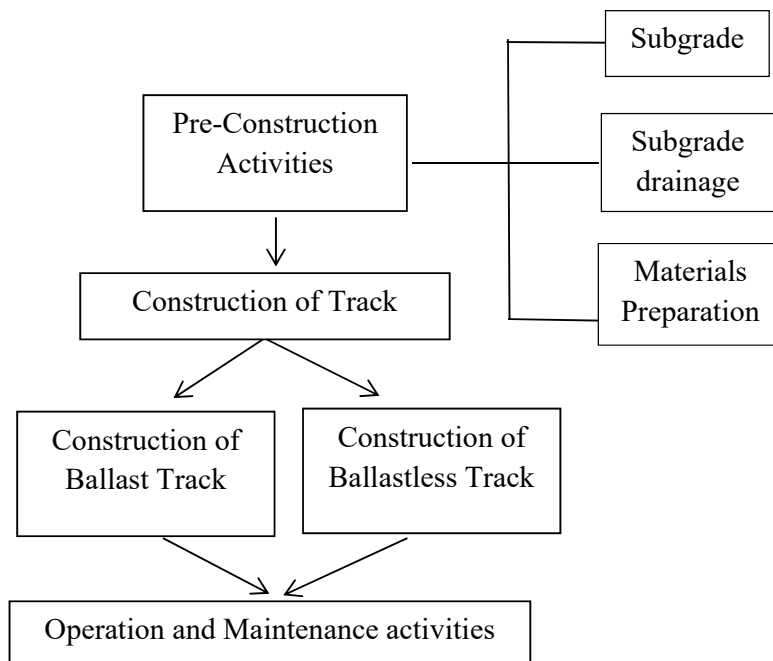 Pre-Construction
Activities
Subgrade
Subgrade
drainage
Materials
Preparation
Construction of Track
Construction of
Ballast Track
Construction of
Ballastless Track
Operation and Maintenance activities